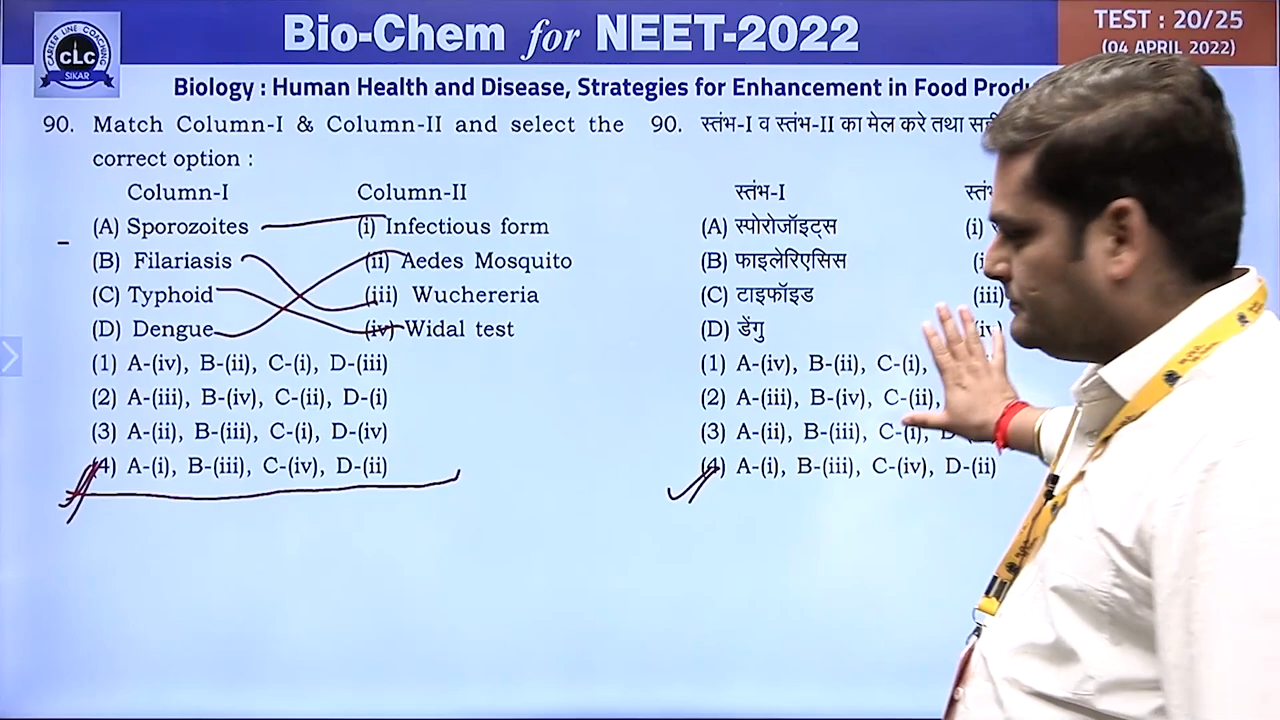 Bio-Chem for NEET-2022
TEST : 20/25
(04 APRIL 2022)
CAREER LINE COACHING
CLC
SIKAR
Biology : Human Health and Disease, Strategies for Enhancement in Food
90. Match Column-I & Column-II and select the
correct option :
Column-I Column-II
(A) Sporozoites (i) Infectious form
(B) Filariasis (ii) Aedes Mosquito
(C) Typhoid (iii) Wuchereria
(D) Dengue (iv) Widal test
(1) A-(iv), B-(ii), C-(i), D-(iii)
(2) A-(iii), B-(iv), C-(ii), D-(i)
(3) A-(ii), B-(iii), C-(i), D-(iv)
(4) A-(i), B-(iii), C-(iv), D-(ii)
90. स्तंभ-I व स्तंभ-II का मेल करे तथा
स्तंभ-I
(A) स्पोरोजॉइट्स (i)
(B) फाइलेरिएसिस
(C) टाइफॉइड (iii)
(D) डेंगु (iv)
(1) A-(iv), B-(ii), C-(i),
(2) A-(iii), B-(iv), C-(ii),
(3) A-(ii), B-(iii), C-(i),
(4) A-(i), B-(iii), C-(iv), D-(ii)